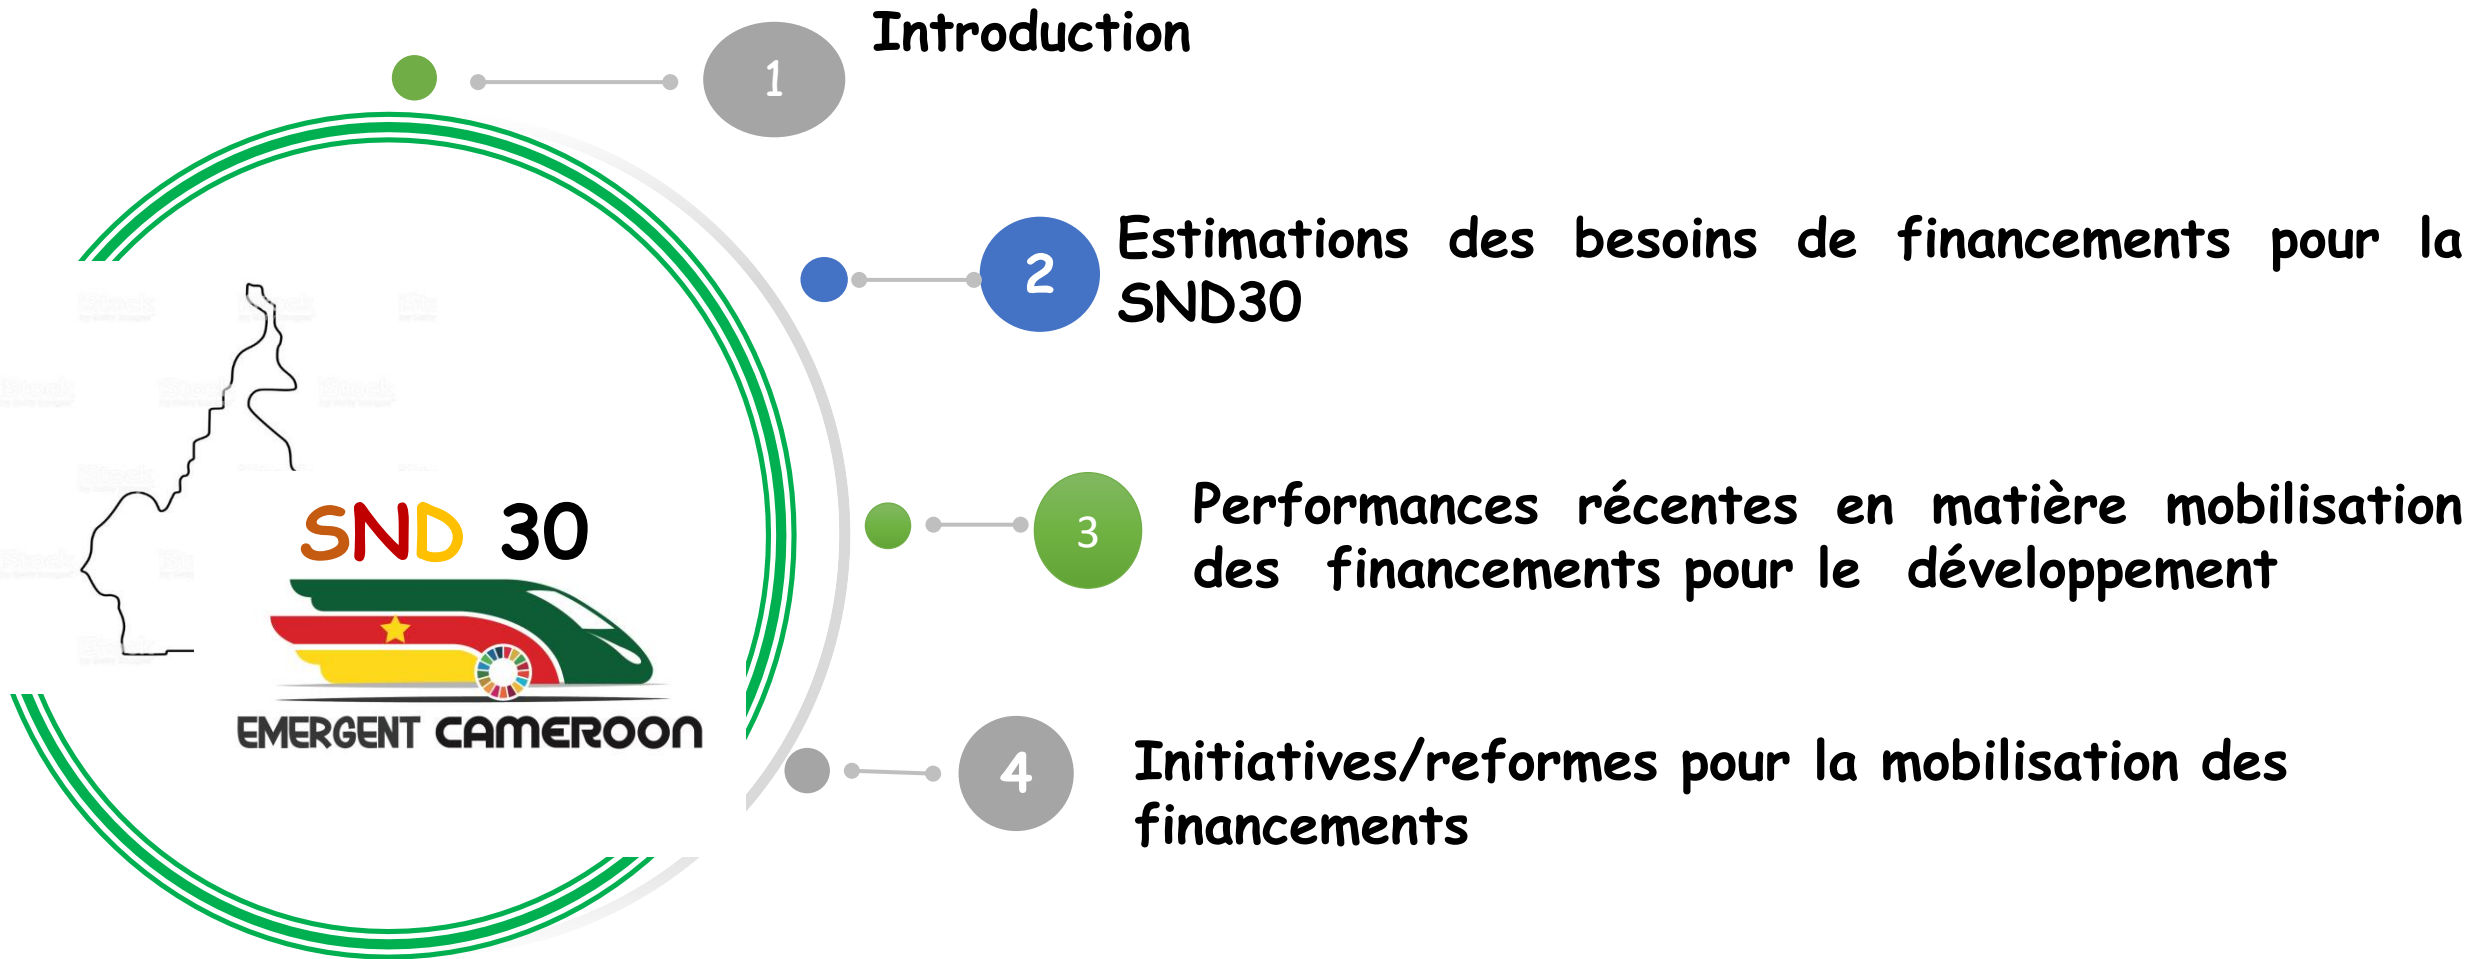 Introduction
1
Estimations des besoins de financements pour la
2
SND30
Performances récentes en matière mobilisation
3
des financements pour le développement
SND 30
EMERGENT CAMEROON
Initiatives/reformes pour la mobilisation des
4
financements